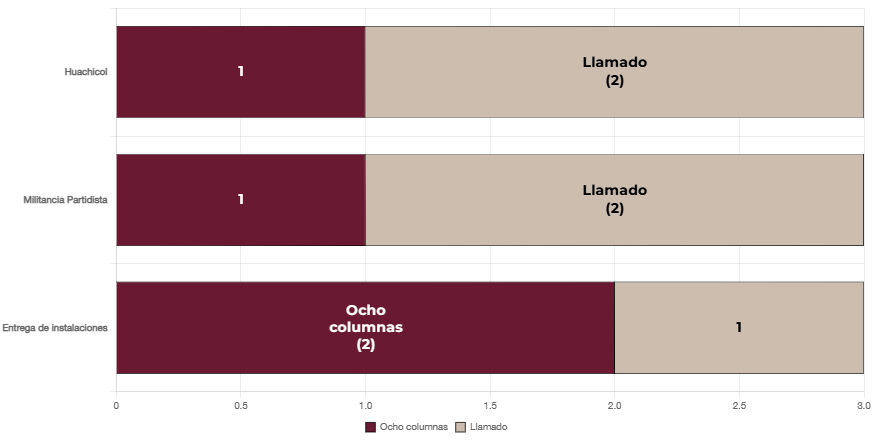 Huachicol
1
Llamado
(2)
Militancia Partidista
1
Llamado
(2)
Entrega de instalaciones
Ocho
columnas
(2)
1
0 0.5 1.0 1.5 2.0 2.5 3.0
Ocho columnas Llamado